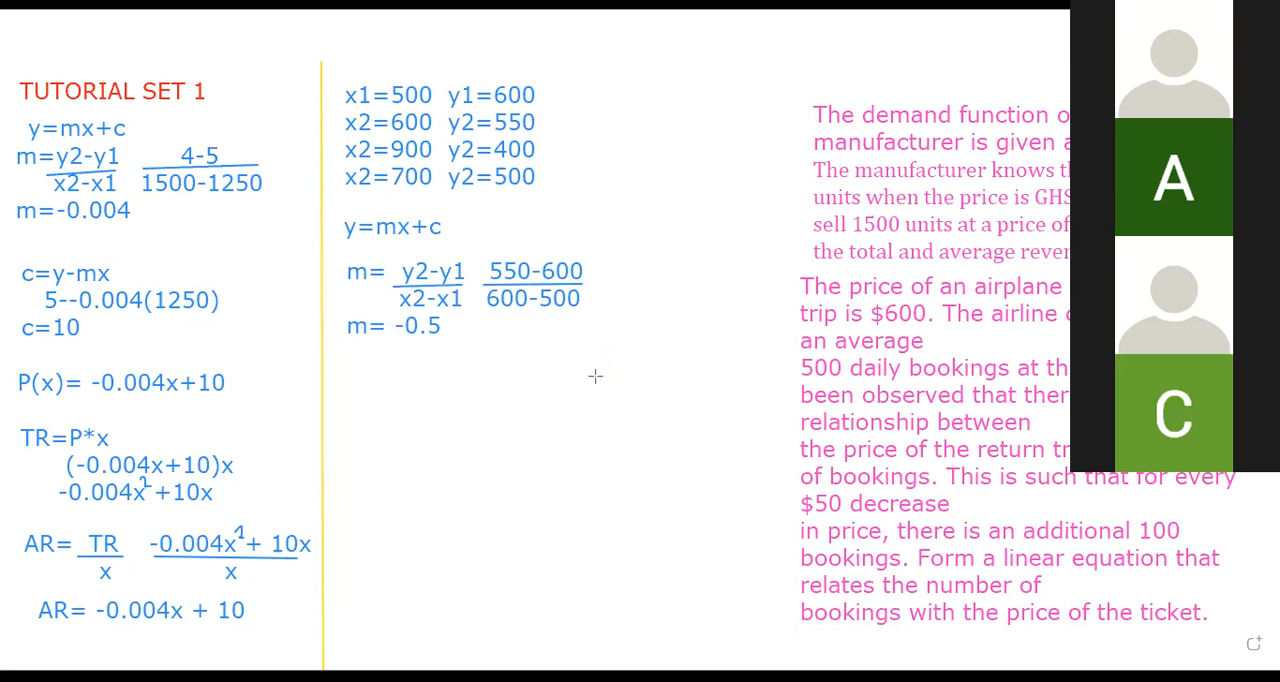 TUTORIAL SET 1
y=mx+c
m=y2-y1 4-5
x2-x1 1500-1250
m=-0.004
c=y-mx
5--0.004(1250)
c=10
P(x)= -0.004x+10
TR=P*x
(-0.004x+10)x
-0.004x²+10x
AR= TR -0.004x²+ 10x
x x
AR= -0.004x + 10
x1=500 y1=600
x2=600 y2=550
x2=900 y2=400
x2=700 y2=500
y=mx+c
m= y2-y1 550-600
x2-x1 600-500
m= -0.5
The demand function
manufacturer is given
The manufacturer knows
units when the price is GHS
sell 1500 units at a price of
the total and average
The price of an airplane
trip is $600. The airline
an average
500 daily bookings at
been observed that
relationship between
the price of the return
of bookings. This is such that for every
$50 decrease
in price, there is an additional 100
bookings. Form a linear equation that
relates the number of
bookings with the price of the ticket.
A
C